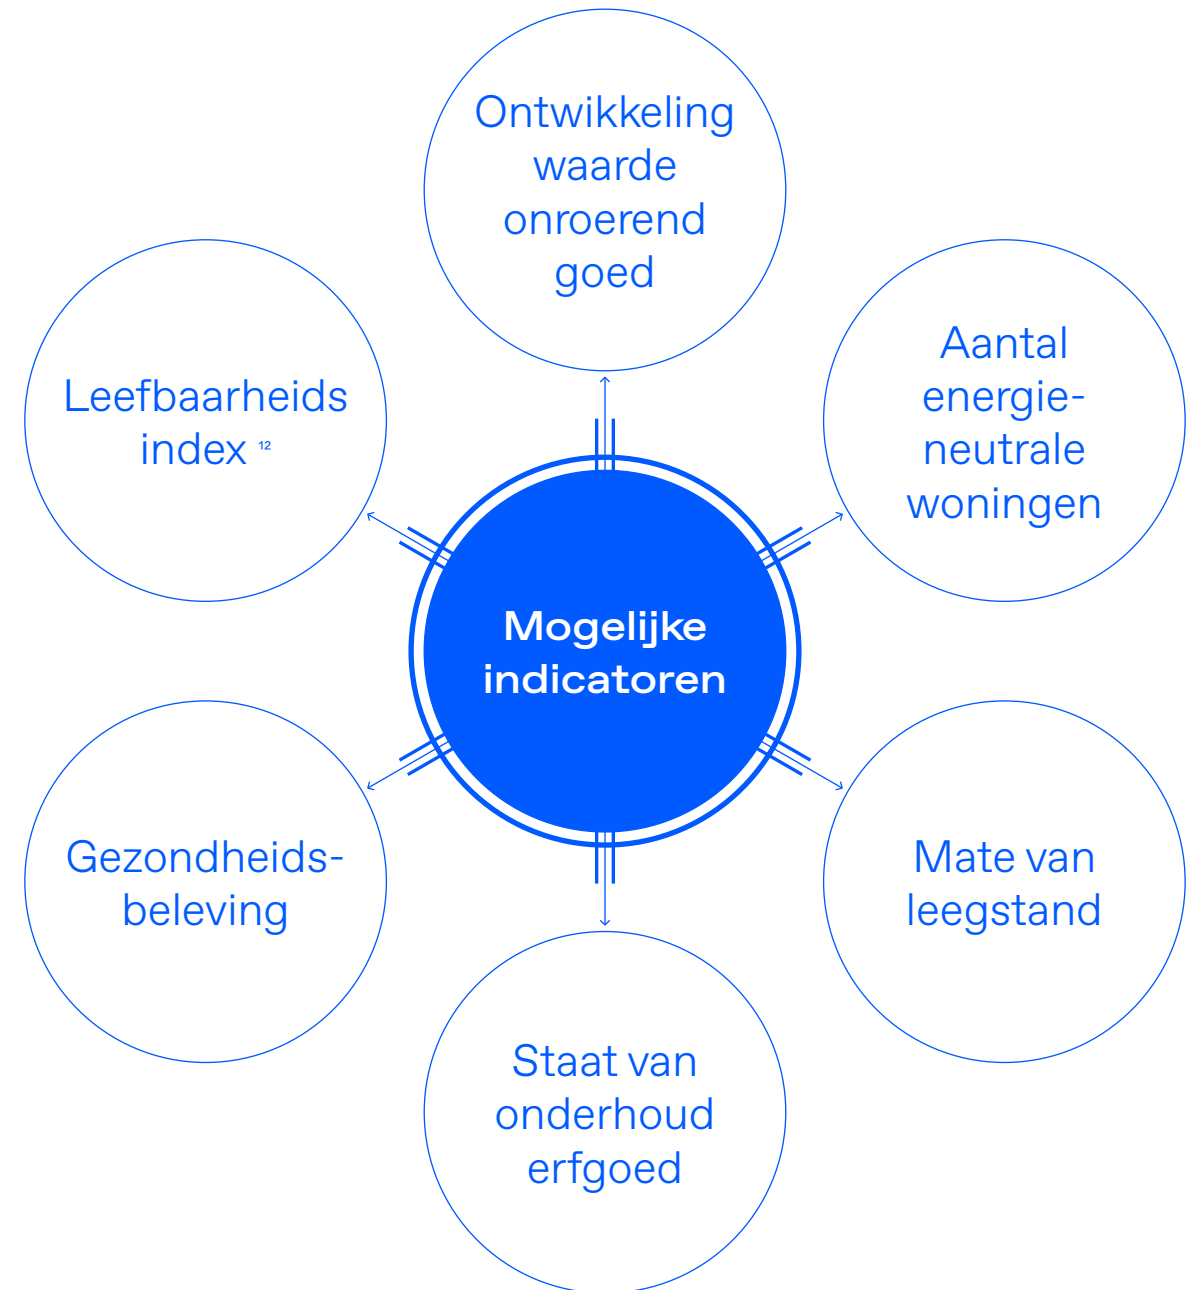 Ontwikkeling
waarde
onroerend
goed
Aantal
energie-
neutrale
woningen
Leefbaarheids
index 12
Mogelijke
indicatoren
Gezondheids-
beleving
Mate van
leegstand
Staat van
onderhoud
erfgoed